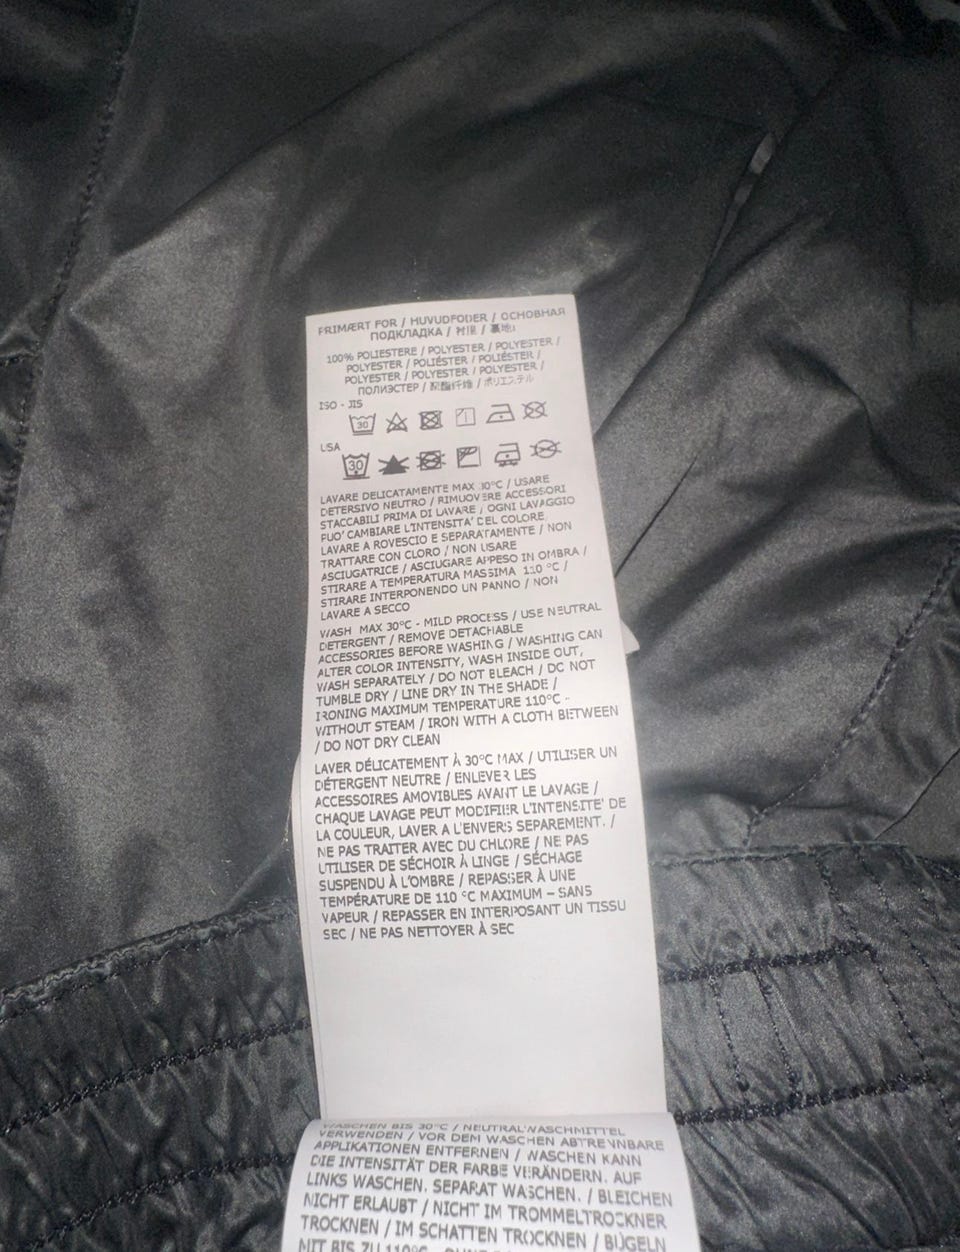 PRIMÆRT FOR / HUVUDFODER / ОСНОВНАЯ
ПОДКЛАДКА / 衬里 / 裏地
100% POLIESTERE / POLYESTER / POLYESTER /
POLYESTER / POLIÉSTER / POLIÉSTER /
POLYESTER / POLYESTER / POLYESTER /
ПОЛИЭСТЕР / 聚酯纤维 / ポリエステル
ISO - JIS
30
USA
30
LAVARE DELICATAMENTE MAX 30°C / USARE
DETERSIVO NEUTRO / RIMUOVERE ACCESSORI
STACCABILI PRIMA DI LAVARE / OGNI LAVAGGIO
PUO' CAMBIARE L'INTENSITA' DEL COLORE,
LAVARE A ROVESCIO E SEPARATAMENTE / NON
TRATTARE CON CLORO / NON USARE
ASCIUGATRICE / ASCIUGARE APPESO IN OMBRA /
STIRARE A TEMPERATURA MASSIMA 110 °C /
STIRARE INTERPONENDO UN PANNO / NON
LAVARE A SECCO
WASH MAX 30°C - MILD PROCESS / USE NEUTRAL
DETERGENT / REMOVE DETACHABLE
ACCESSORIES BEFORE WASHING / WASHING CAN
ALTER COLOR INTENSITY, WASH INSIDE OUT,
WASH SEPARATELY / DO NOT BLEACH / DO NOT
TUMBLE DRY / LINE DRY IN THE SHADE /
IRONING MAXIMUM TEMPERATURE 110°C -
WITHOUT STEAM / IRON WITH A CLOTH BETWEEN
/ DO NOT DRY CLEAN
LAVER DÉLICATEMENT À 30°C MAX / UTILISER UN
DÉTERGENT NEUTRE / ENLEVER LES
ACCESSOIRES AMOVIBLES AVANT LE LAVAGE /
CHAQUE LAVAGE PEUT MODIFIER L'INTENSITE' DE
LA COULEUR, LAVER A L'ENVERS SEPAREMENT. /
NE PAS TRAITER AVEC DU CHLORE / NE PAS
UTILISER DE SÉCHOIR À LINGE / SÉCHAGE
SUSPENDU À L'OMBRE / REPASSER À UNE
TEMPÉRATURE DE 110 °C MAXIMUM – SANS
VAPEUR / REPASSER EN INTERPOSANT UN TISSU
SEC / NE PAS NETTOYER À SEC
WASCHEN BIS 30°C / NEUTRALWASCHMITTEL
VERWENDEN / VOR DEM WASCHEN ABTRENNBARE
APPLIKATIONEN ENTFERNEN / WASCHEN KANN
DIE INTENSITÄT DER FARBE VERÄNDERN. AUF
LINKS WASCHEN. SEPARAT WASCHEN. / BLEICHEN
NICHT ERLAUBT / NICHT IM TROMMELTROCKNER
TROCKNEN / IM SCHATTEN TROCKNEN / BÜGELN
MIT BIS ZU 110°C - OHNE